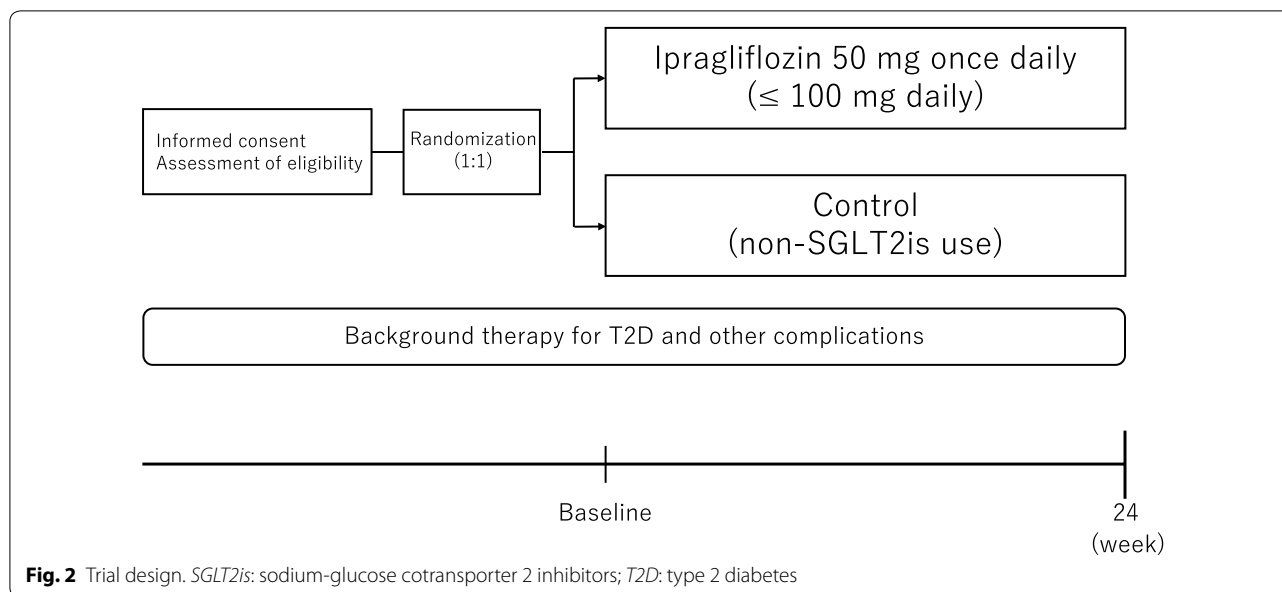 Ipragliflozin 50 mg once daily
(≤ 100 mg daily)
Informed consent
Assessment of eligibility
Randomization
(1:1)
Control
(non-SGLT2is use)
Background therapy for T2D and other complications
Baseline
24
(week)
Fig. 2 Trial design. SGLT2is: sodium-glucose cotransporter 2 inhibitors; T2D: type 2 diabetes